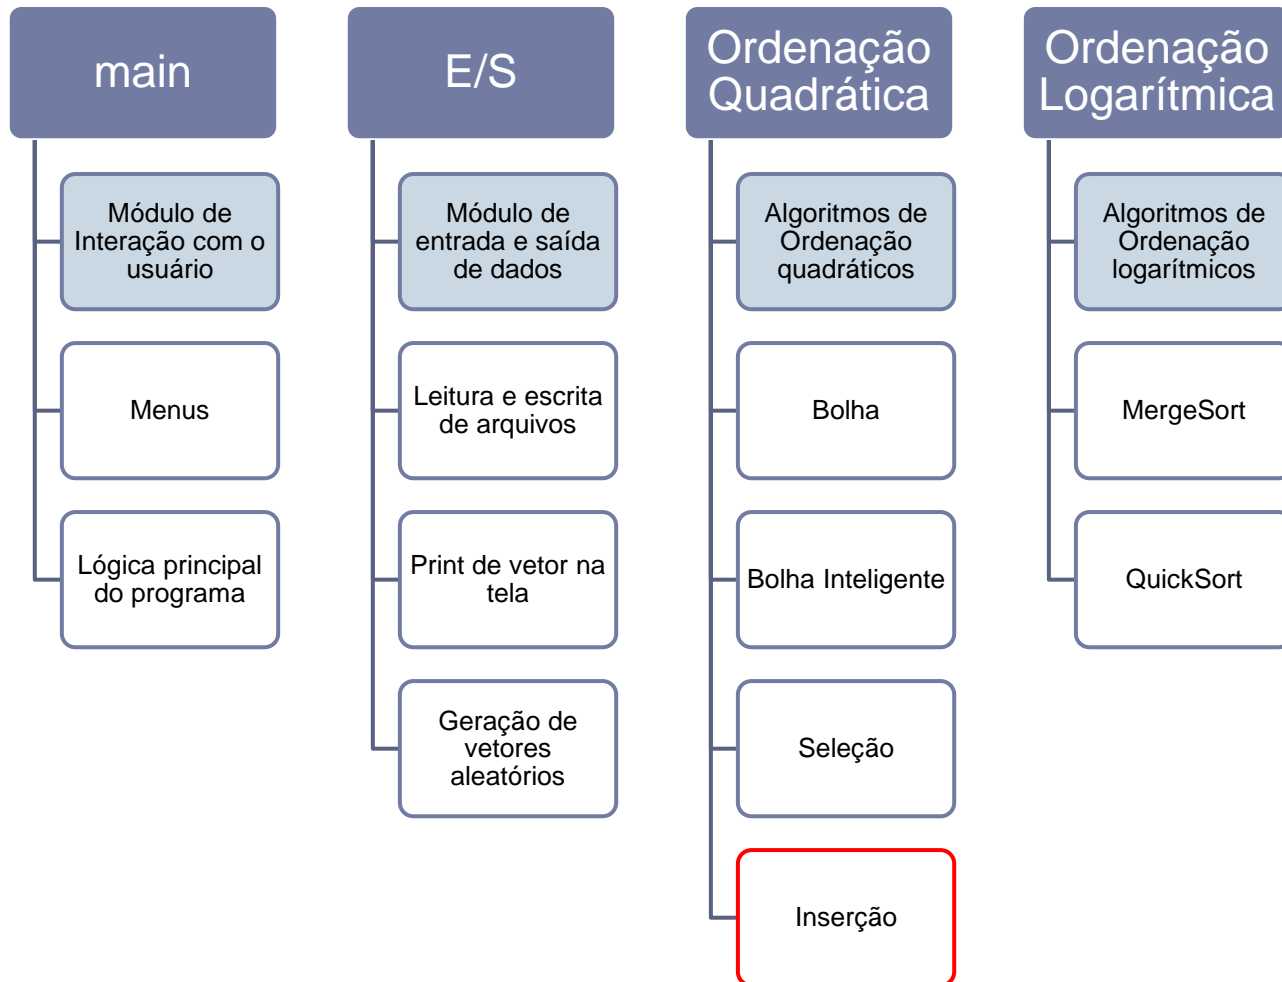 main
Módulo de
Interação com o
usuário
Menus
Lógica principal
do programa
E/S
Módulo de
entrada e saída
de dados
Leitura e escrita
de arquivos
Print de vetor na
tela
Geração de
vetores
aleatórios
Ordenação
Quadrática
Algoritmos de
Ordenação
quadráticos
Bolha
Bolha Inteligente
Seleção
Inserção
Ordenação
Logarítmica
Algoritmos de
Ordenação
logarítmicos
MergeSort
QuickSort